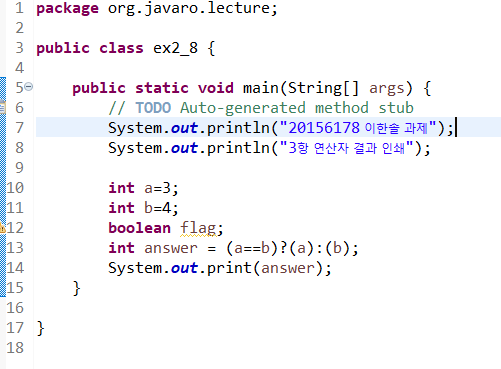 1 package org.javaro.lecture;
2
3 public class ex2_8 {
4
5 public static void main(String[] args) {
6 // TODO Auto-generated method stub
7 System.out.println("20156178 이한솔 과제");
8 System.out.println("3항 연산자 결과 인쇄");
9
10 int a=3;
11 int b=4;
12 boolean flag;
13 int answer = (a==b)?(a):(b);
14 System.out.print(answer);
15 }
16
17 }
18